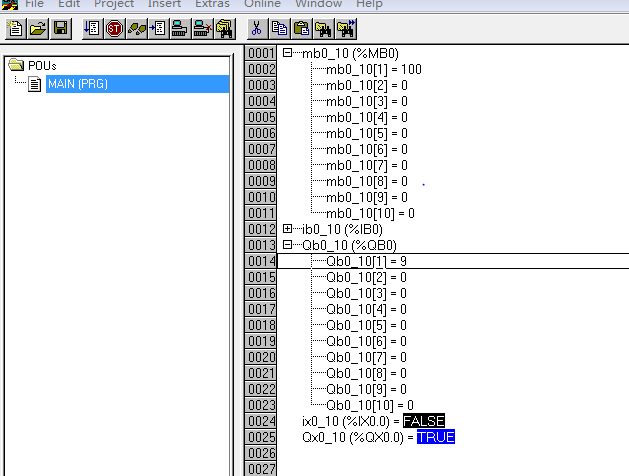 File Edit Project Insert Extras Online Window Help
POUs
MAIN (PRG)
0001 mb0_10 (%MB0)
0002 mb0_10[1] = 100
0003 mb0_10[2] = 0
0004 mb0_10[3] = 0
0005 mb0_10[4] = 0
0006 mb0_10[5] = 0
0007 mb0_10[6] = 0
0008 mb0_10[7] = 0
0009 mb0_10[8] = 0
0010 mb0_10[9] = 0
0011 mb0_10[10] = 0
0012 ib0_10 (%IB0)
0013 Qb0_10 (%QB0)
0014 Qb0_10[1] = 9
0015 Qb0_10[2] = 0
0016 Qb0_10[3] = 0
0017 Qb0_10[4] = 0
0018 Qb0_10[5] = 0
0019 Qb0_10[6] = 0
0020 Qb0_10[7] = 0
0021 Qb0_10[8] = 0
0022 Qb0_10[9] = 0
0023 Qb0_10[10] = 0
0024 ix0_10 (%IX0.0) = FALSE
0025 Qx0_10 (%QX0.0) = TRUE
0026
0027